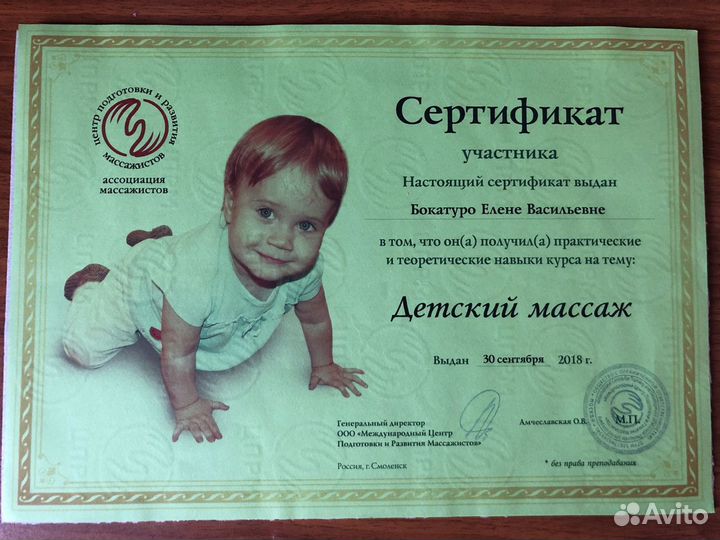 центр подготовки и развития
массажистов
ассоциация
массажистов
Сертификат
участника
Настоящий сертификат выдан
Бокатуро Елене Васильевне
в том, что он(а) получил(а) практические
и теоретические навыки курса на тему:
Детский массаж
Выдан 30 сентября 2018 г.
Генеральный директор
ООО «Международный Центр
Подготовки и Развития Массажистов»
Амчеславская О.В.
М.П.
Россия, г. Смоленск
* без права преподавания
Avito